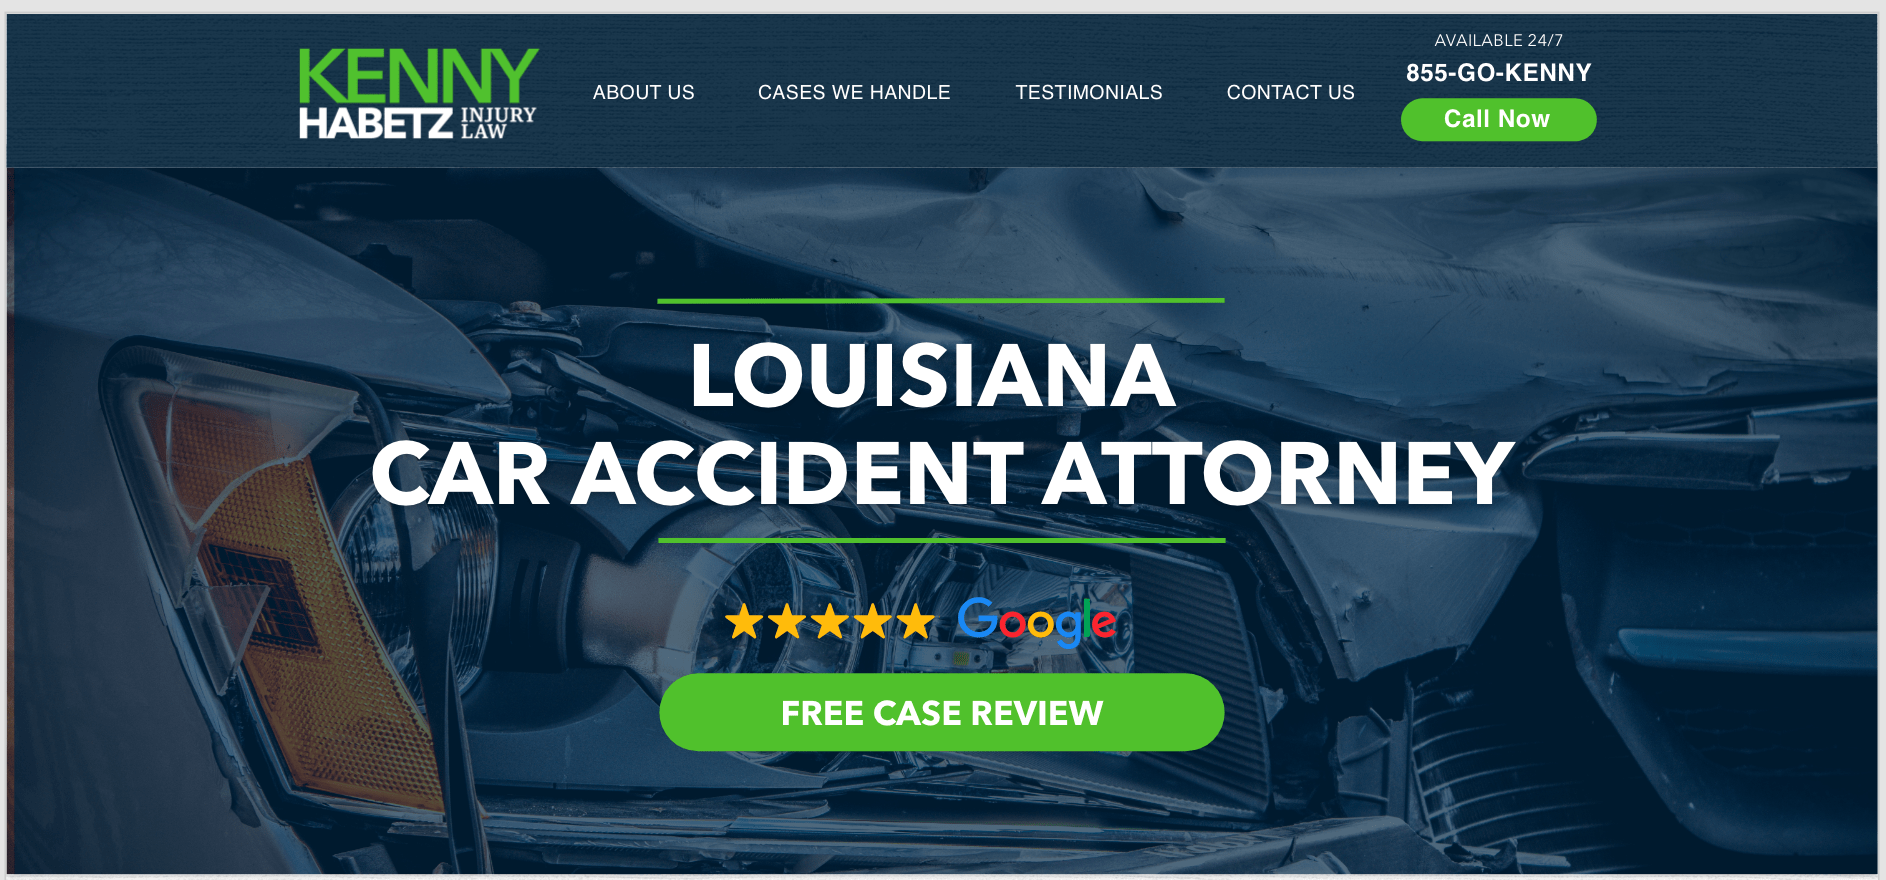 KENNY
HABETZ INJURY LAW
ABOUT US
CASES WE HANDLE
TESTIMONIALS
CONTACT US
AVAILABLE 24/7
855-GO-KENNY
Call Now
LOUISIANA
CAR ACCIDENT ATTORNEY
Google
FREE CASE REVIEW